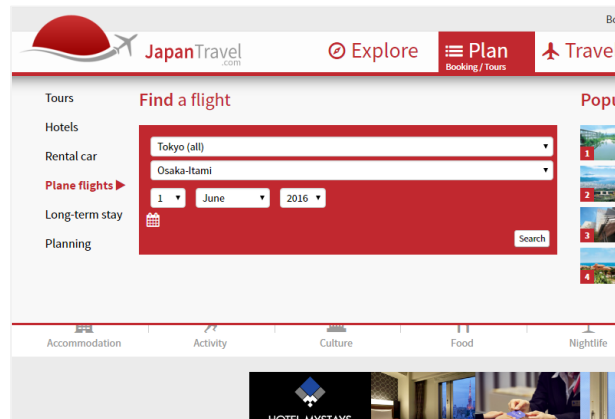 Bo
JapanTravel
.com
Explore
Plan
Booking / Tours
Trave
Tours
Hotels
Rental car
Plane flights
Long-term stay
Planning
Find a flight
Tokyo (all)
Osaka-Itami
1 June 2016
Search
Popu
1
2
3
4
Accommodation
Activity
Culture
Food
Nightlife
HOTEL MYSTAYS